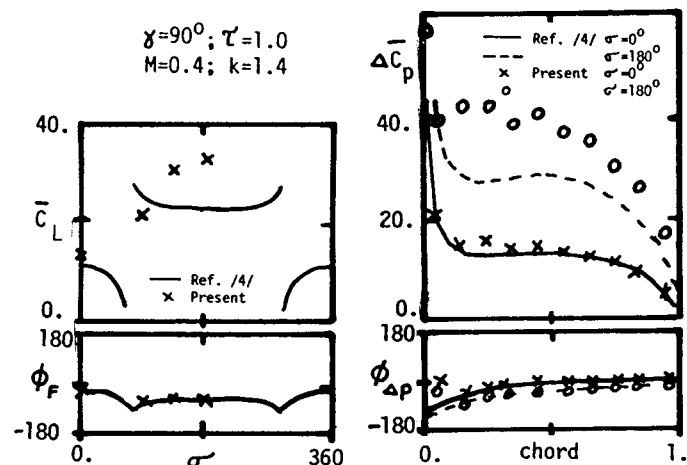 γ=90°; τ=1.0
M=0.4; k=1.4
40.
C̄L
0.
—— Ref. /4/
× Present
180
ϕF
-180
0.
σ
360
ΔC̄p
40.
20.
0.
—— Ref. /4/ σ=0°
- - - σ=180°
× Present σ=0°
o σ=180°
180
ϕΔp
-180
0.
chord
1.